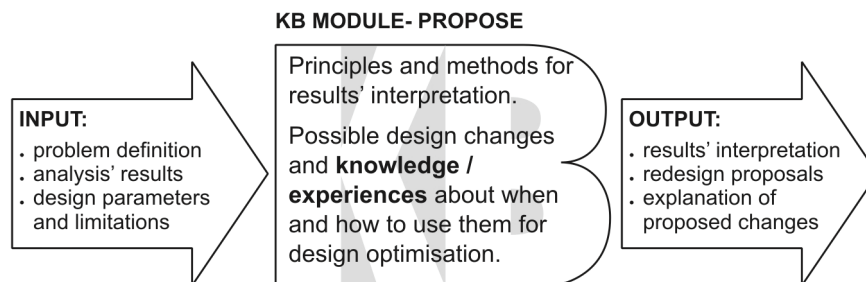 KB MODULE- PROPOSE
INPUT:
. problem definition
. analysis' results
. design parameters
and limitations
Principles and methods for
results' interpretation.
Possible design changes
and knowledge /
experiences about when
and how to use them for
design optimisation.
OUTPUT:
. results' interpretation
. redesign proposals
. explanation of
proposed changes
KB